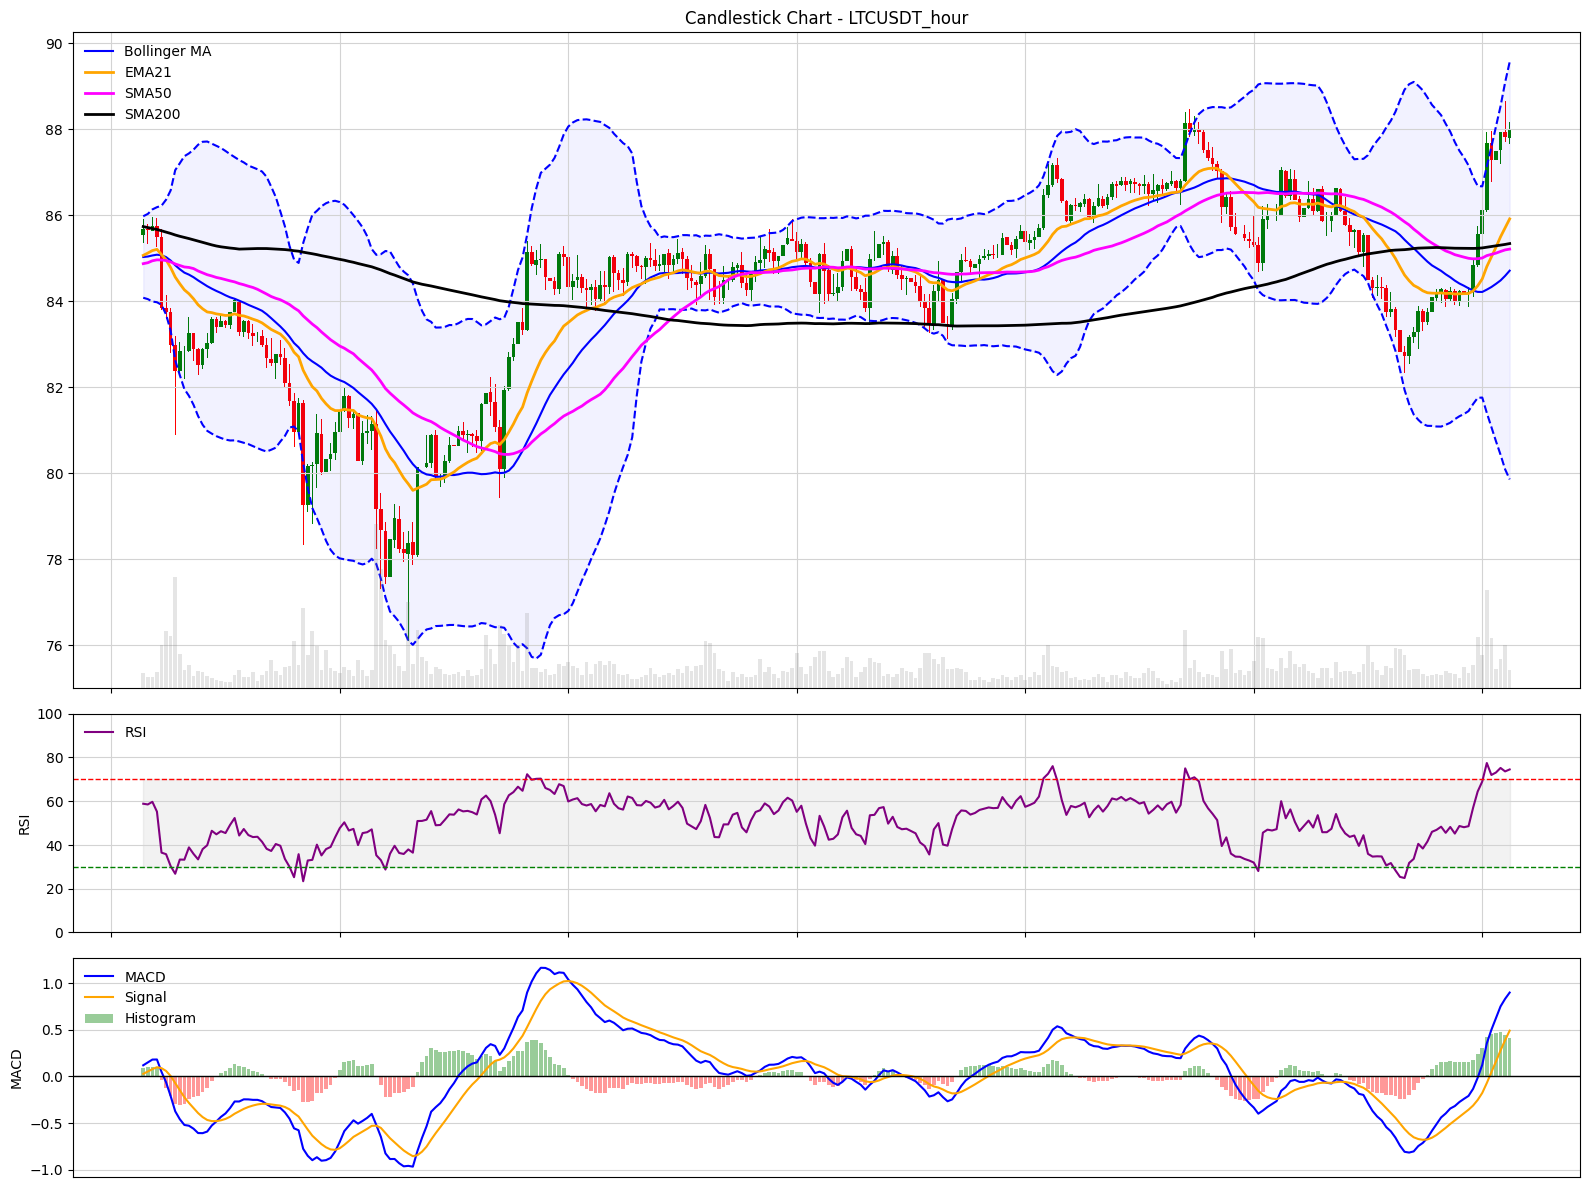 Candlestick Chart - LTCUSDT_hour
90
88
86
84
82
80
78
76
Bollinger MA
EMA21
SMA50
SMA200
100
80
60
40
20
0
RSI
RSI
1.0
0.5
0.0
−0.5
−1.0
MACD
MACD
Signal
Histogram